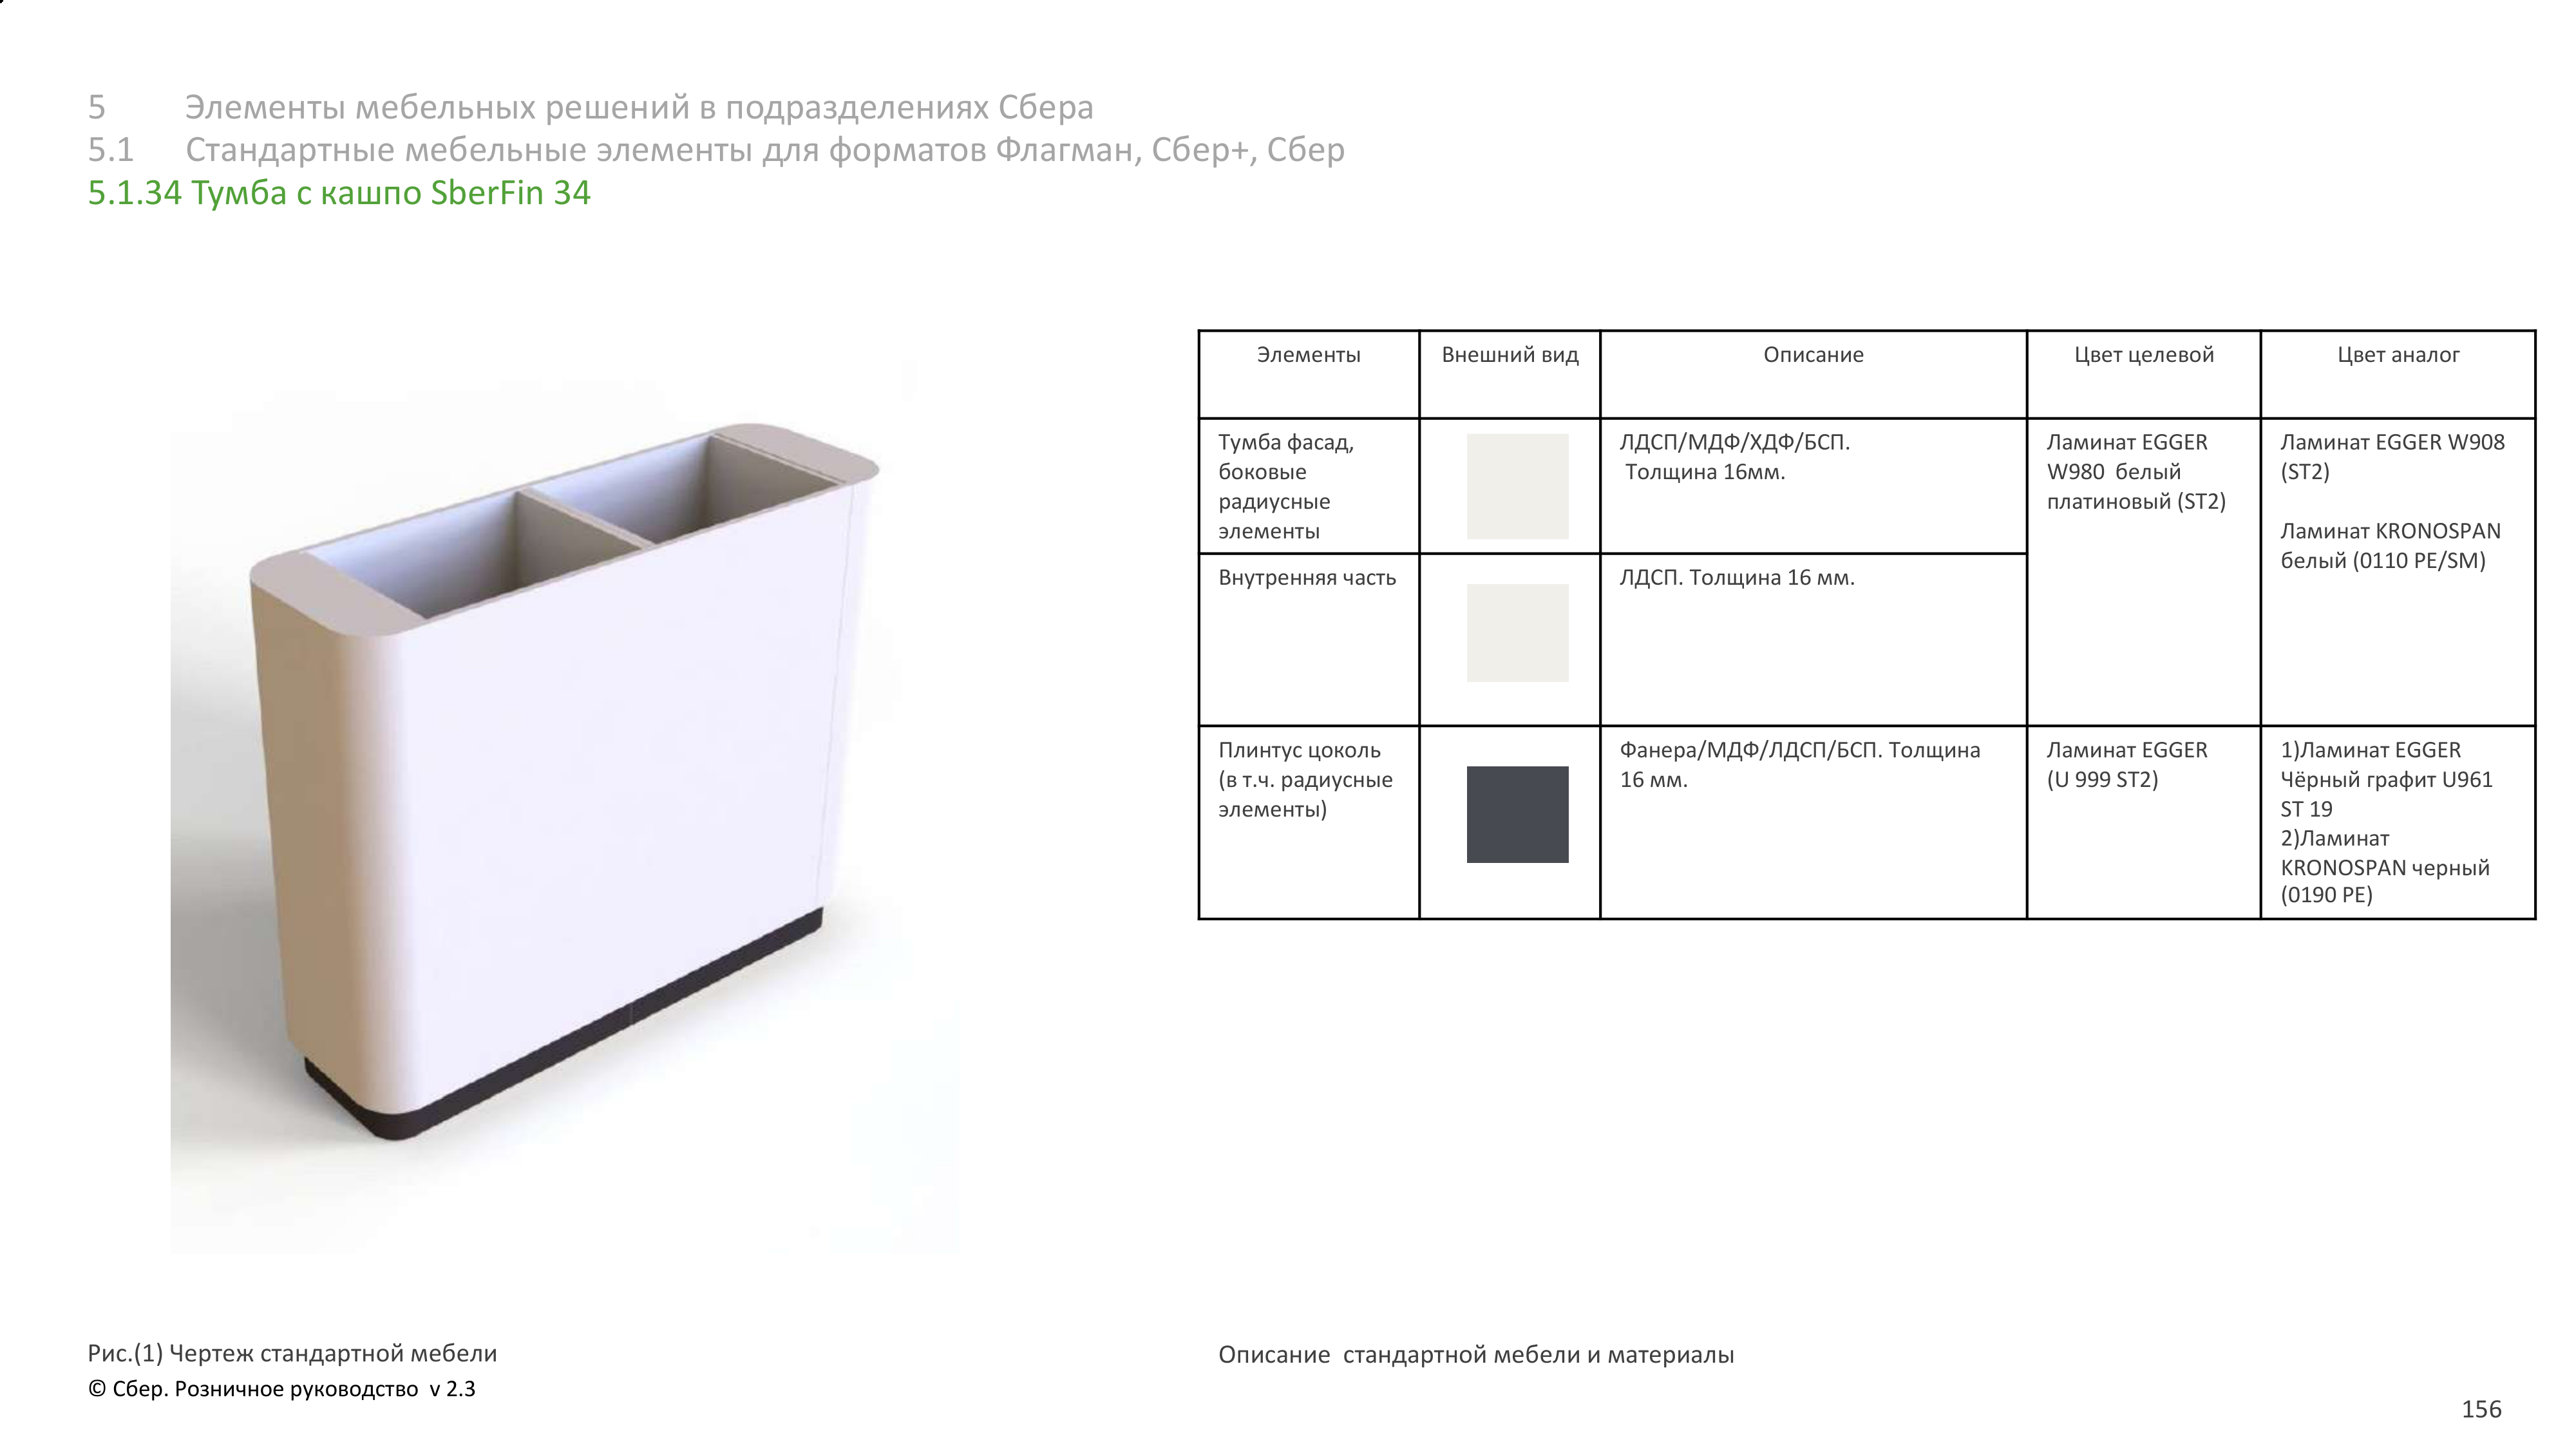 5 Элементы мебельных решений в подразделениях Сбера
5.1 Стандартные мебельные элементы для форматов Флагман, Сбер+, Сбер
5.1.34 Тумба с кашпо SberFin 34
Элементы
Внешний вид
Описание
Цвет целевой
Цвет аналог
Тумба фасад,
боковые
радиусные
элементы
ЛДСП/МДФ/ХДФ/БСП.
Толщина 16мм.
Ламинат EGGER
W980 белый
платиновый (ST2)
Ламинат EGGER W908
(ST2)
Ламинат KRONOSPAN
белый (0110 PE/SM)
Внутренняя часть
ЛДСП. Толщина 16 мм.
Плинтус цоколь
(в т.ч. радиусные
элементы)
Фанера/МДФ/ЛДСП/БСП. Толщина
16 мм.
Ламинат EGGER
(U 999 ST2)
1)Ламинат EGGER
Чёрный графит U961
ST 19
2)Ламинат
KRONOSPAN черный
(0190 PE)
Рис.(1) Чертеж стандартной мебели
Описание стандартной мебели и материалы
© Сбер. Розничное руководство v 2.3
156